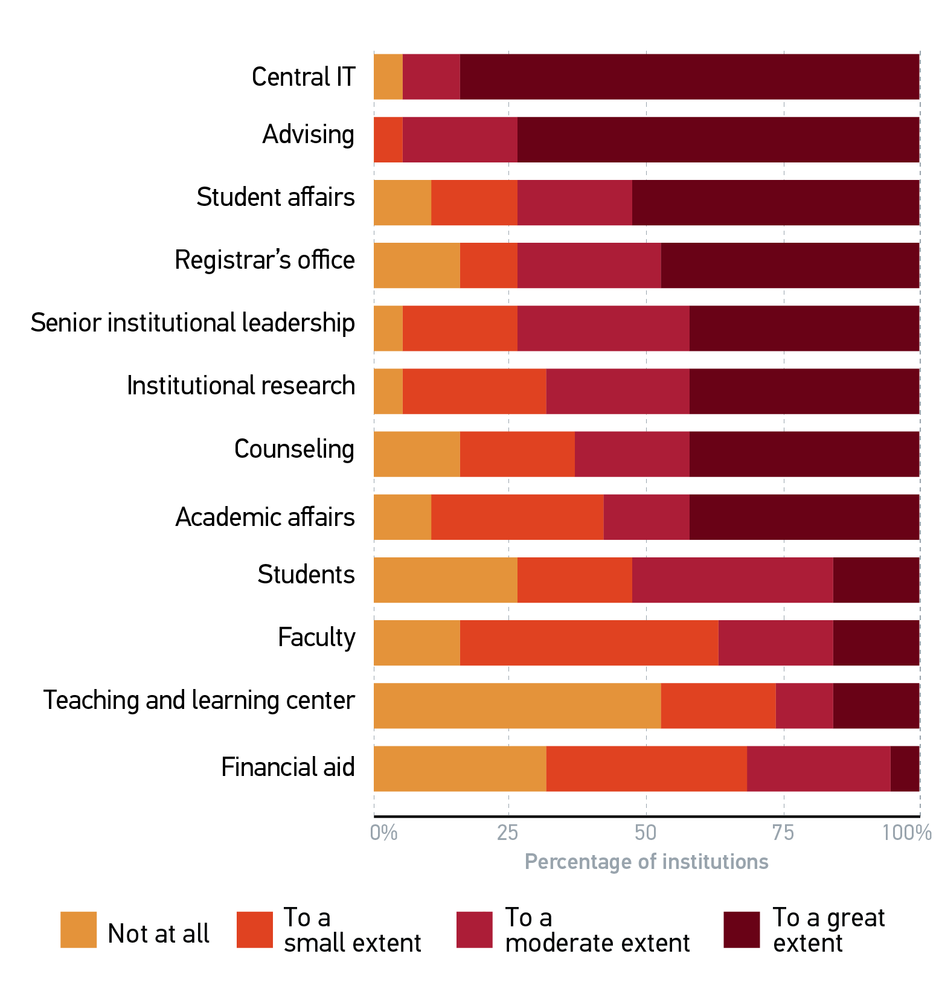 Central IT
Advising
Student affairs
Registrar’s office
Senior institutional leadership
Institutional research
Counseling
Academic affairs
Students
Faculty
Teaching and learning center
Financial aid
0% 25 50 75 100%
Percentage of institutions
Not at all
To a
small extent
To a
moderate extent
To a great
extent